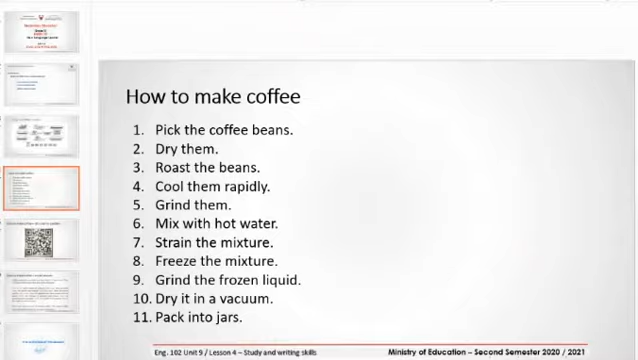 How to make coffee
1. Pick the coffee beans.
2. Dry them.
3. Roast the beans.
4. Cool them rapidly.
5. Grind them.
6. Mix with hot water.
7. Strain the mixture.
8. Freeze the mixture.
9. Grind the frozen liquid.
10. Dry it in a vacuum.
11. Pack into jars.
Eng. 102 Unit 9 / Lesson 4 – Study and writing skills
Ministry of Education – Second Semester 2020 / 2021